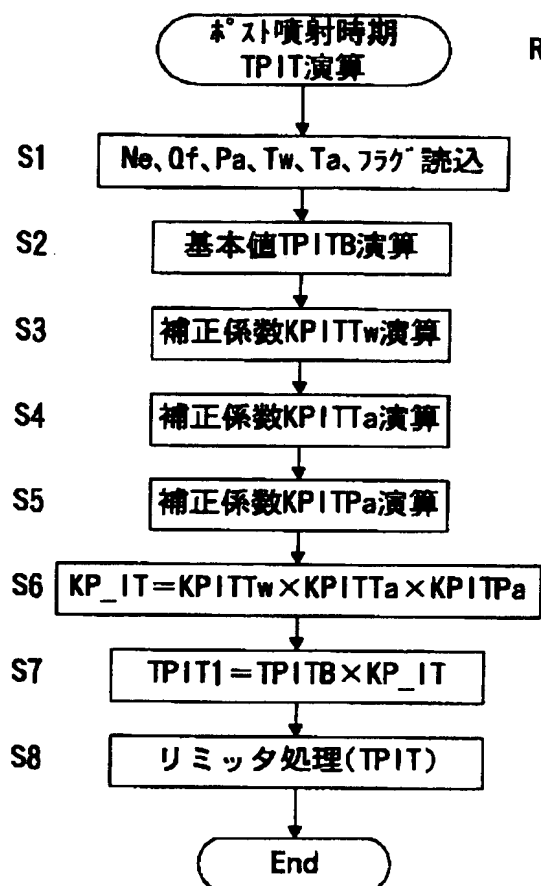 ポスト噴射時期
TPIT演算
R
S1 Ne、Qf、Pa、Tw、Ta、フラグ読込
S2 基本値TPITB演算
S3 補正係数KPITTw演算
S4 補正係数KPITTa演算
S5 補正係数KPITPa演算
S6 KP_IT=KPITTw×KPITTa×KPITPa
S7 TPIT1=TPITB×KP_IT
S8 リミッタ処理(TPIT)
End